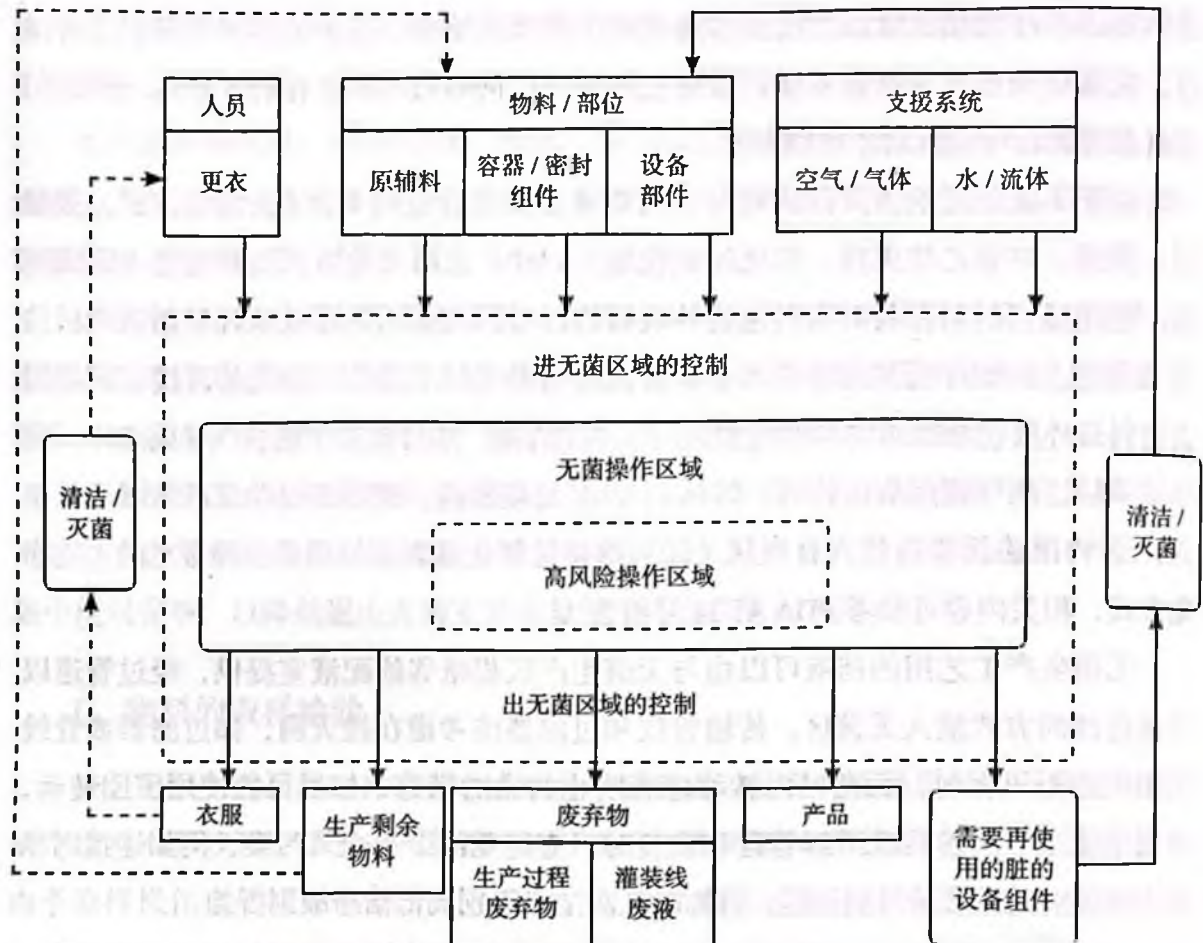 人员
更衣
物料 / 部位
原辅料
容器 / 密封
组件
设备
部件
支援系统
空气 / 气体
水 / 流体
进无菌区域的控制
清洁 /
灭菌
无菌操作区域
高风险操作区域
清洁 /
灭菌
出无菌区域的控制
衣服
生产剩余
物料
废弃物
生产过程
废弃物
灌装线
废液
产品
需要再使
用的脏的
设备组件